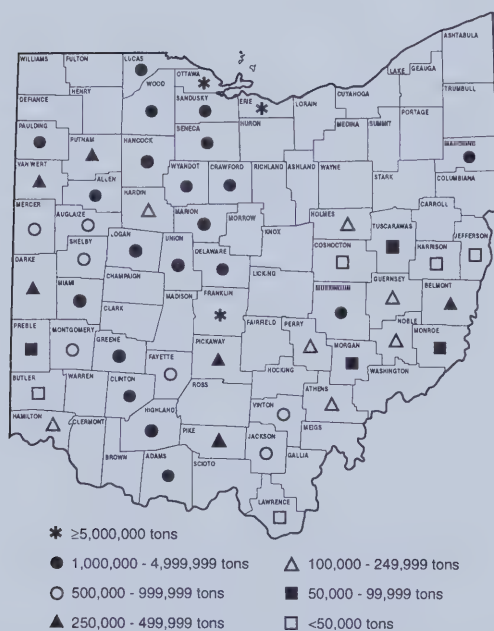 ASHTABULA
WILLIAMS
FULTON
LUCAS
OTTAWA
LAKE
GEAUGA
WOOD
HENRY
SANDUSKY
ERIE
LORAIN
CUYAHOGA
TRUMBULL
DEFIANCE
SENECA
HURON
MEDINA
SUMMIT
PORTAGE
PAULDING
PUTNAM
HANCOCK
MAHONING
VAN WERT
ALLEN
WYANDOT
CRAWFORD
RICHLAND
ASHLAND
WAYNE
STARK
COLUMBIANA
HARDIN
MERCER
AUGLAIZE
MARION
MORROW
HOLMES
CARROLL
TUSCARAWAS
JEFFERSON
SHELBY
LOGAN
UNION
KNOX
COSHOCTON
HARRISON
DELAWARE
DARKE
CHAMPAIGN
LICKING
GUERNSEY
MIAMI
MADISON
FRANKLIN
MUSKINGUM
BELMONT
CLARK
FAIRFIELD
PERRY
NOBLE
MONROE
PREBLE
MONTGOMERY
GREENE
PICKAWAY
MORGAN
FAYETTE
HOCKING
WASHINGTON
BUTLER
WARREN
CLINTON
ROSS
ATHENS
VINTON
HAMILTON
CLERMONT
HIGHLAND
PIKE
MEIGS
JACKSON
BROWN
ADAMS
SCIOTO
GALLIA
LAWRENCE
≥5,000,000 tons
1,000,000 - 4,999,999 tons
100,000 - 249,999 tons
500,000 - 999,999 tons
50,000 - 99,999 tons
250,000 - 499,999 tons
<50,000 tons